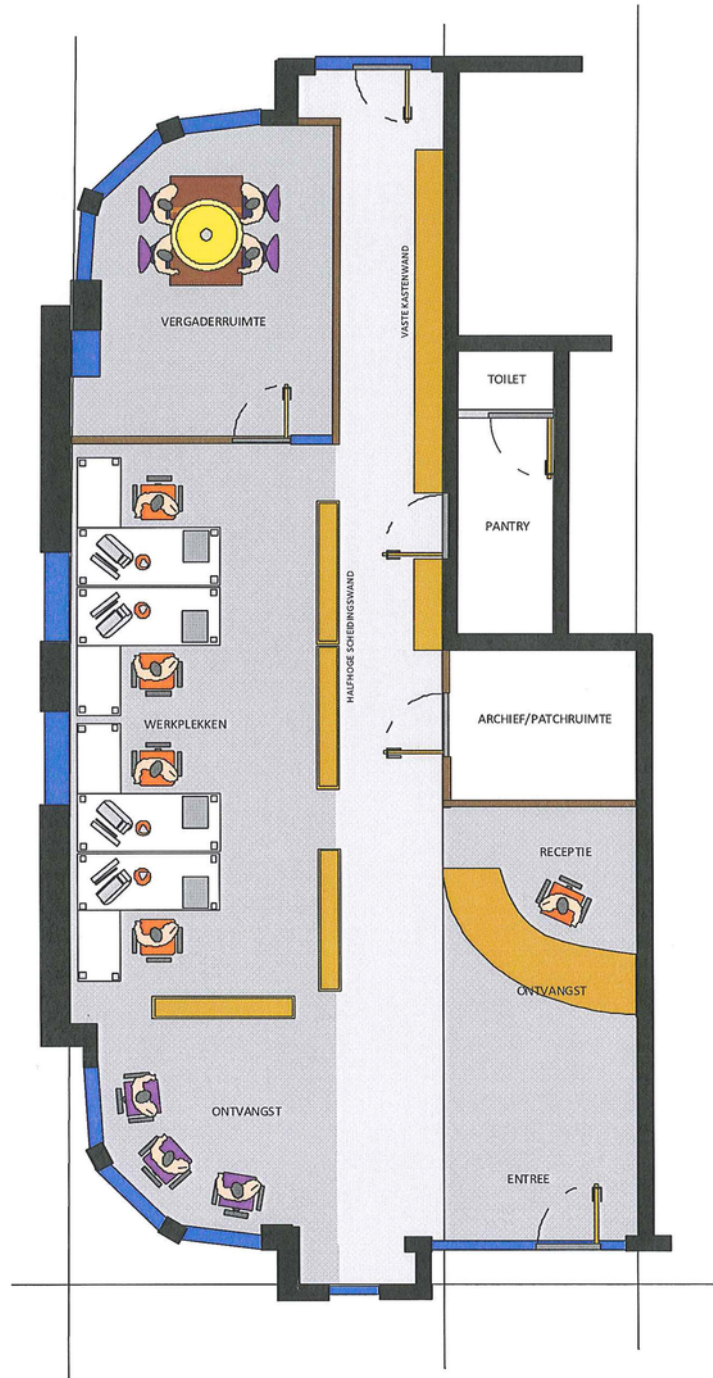 VERGADERRUIMTE
VASTE KASTENWAND
TOILET
PANTRY
HALFHOGE SCHEIDINGSWAND
WERKPLEKKEN
ARCHIEF/PATCHRUIMTE
RECEPTIE
ONTVANGST
ONTVANGST
ENTREE